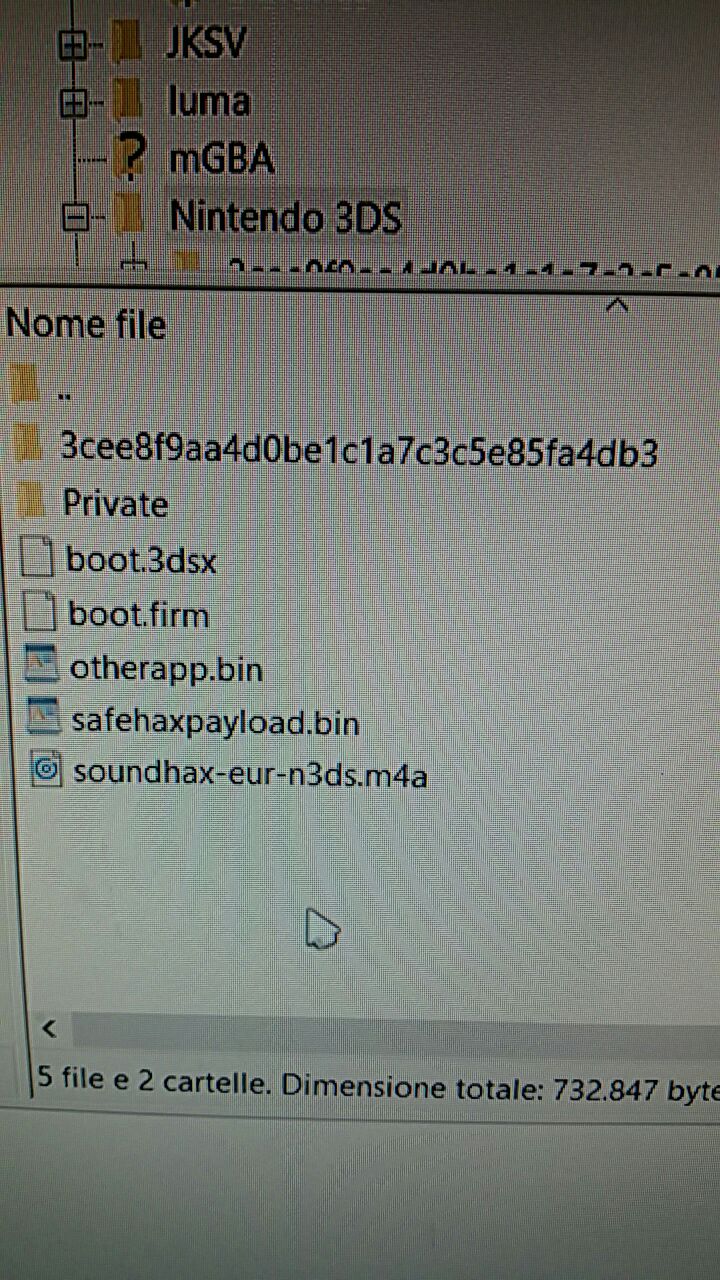 JKSV
luma
mGBA
Nintendo 3DS
Nome file
..
3cee8f9aa4d0be1c1a7c3c5e85fa4db3
Private
boot.3dsx
boot.firm
otherapp.bin
safehaxpayload.bin
soundhax-eur-n3ds.m4a
5 file e 2 cartelle. Dimensione totale: 732.847 byte